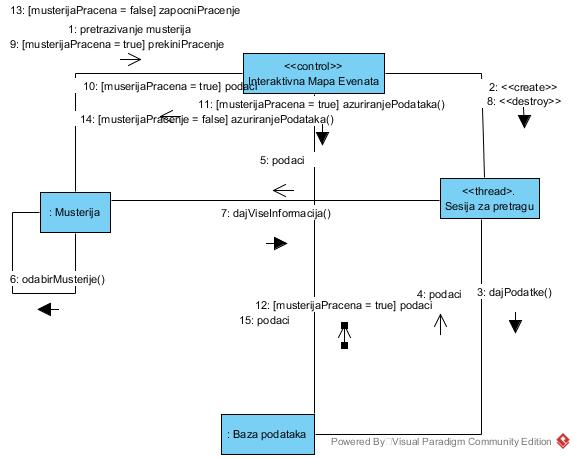 13: [musterijaPracena = false] zapocniPracenje
1: pretrazivanje musterija
9: [musterijaPracena = true] prekiniPracenje
<<control>>
Interaktivna Mapa Evenata
10: [muserijaPracena = true] podaci
2: <<create>>
8: <<destroy>>
11: [musterijaPracena = true] azuriranjePodataka()
14: [musterijaPracenje = false] azuriranjePodataka()
5: podaci
<<thread>>.
Sesija za pretragu
: Musterija
7: dajViseInformacija()
6: odabirMusterije()
4: podaci
3: dajPodatke()
12: [musterijaPracena = true] podaci
15: podaci
: Baza podataka
Powered By Visual Paradigm Community Edition